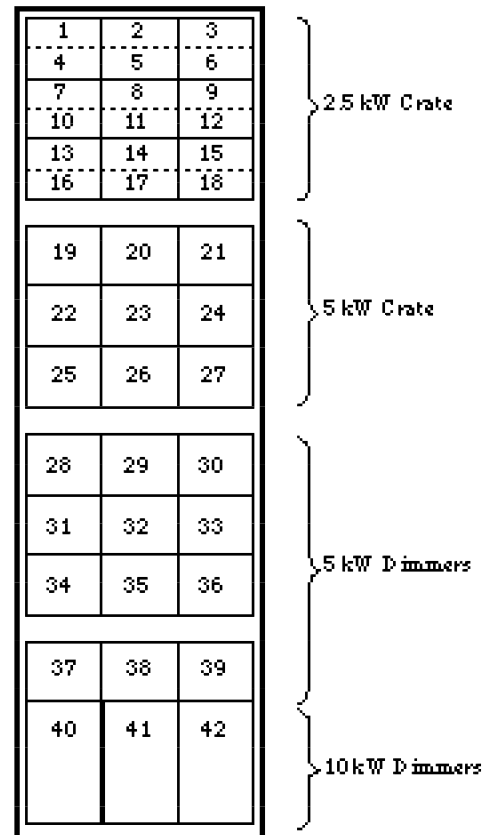 1 2 3
4 5 6
7 8 9
10 11 12
13 14 15
16 17 18
2.5 kW Crate
19 20 21
22 23 24
25 26 27
5 kW Crate
28 29 30
31 32 33
34 35 36
37 38 39
5 kW Dimmers
40 41 42
10kW Dimmers